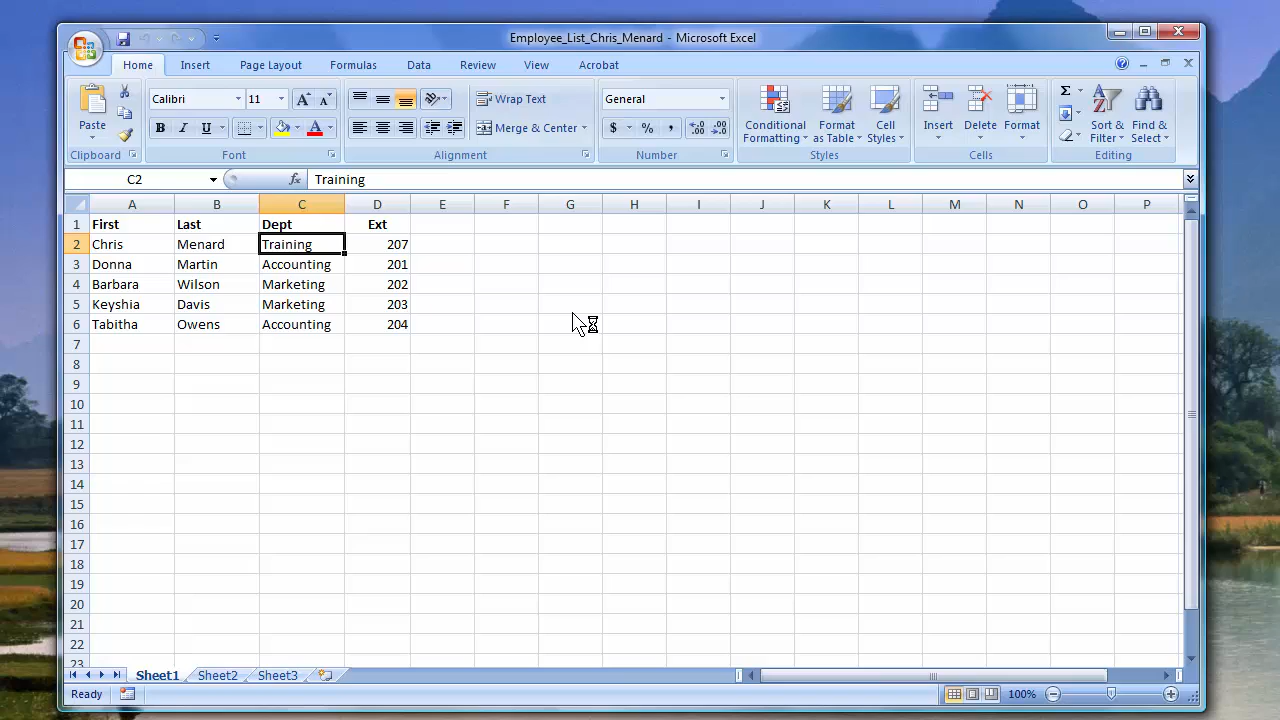 Employee_List_Chris_Menard - Microsoft Excel
Home Insert Page Layout Formulas Data Review View Acrobat
Paste
Clipboard
Calibri 11
B I U
Font
Wrap Text
Merge & Center
Alignment
General
$ % ,
Number
Conditional Formatting
Format as Table
Cell Styles
Styles
Insert Delete Format
Cells
Σ
Sort & Filter
Find & Select
Editing
C2 fx Training
A B C D E F G H I J K L M N O P
1 First Last Dept Ext
2 Chris Menard Training 207
3 Donna Martin Accounting 201
4 Barbara Wilson Marketing 202
5 Keyshia Davis Marketing 203
6 Tabitha Owens Accounting 204
7
8
9
10
11
12
13
14
15
16
17
18
19
20
21
22
23
Sheet1 Sheet2 Sheet3
Ready 100%